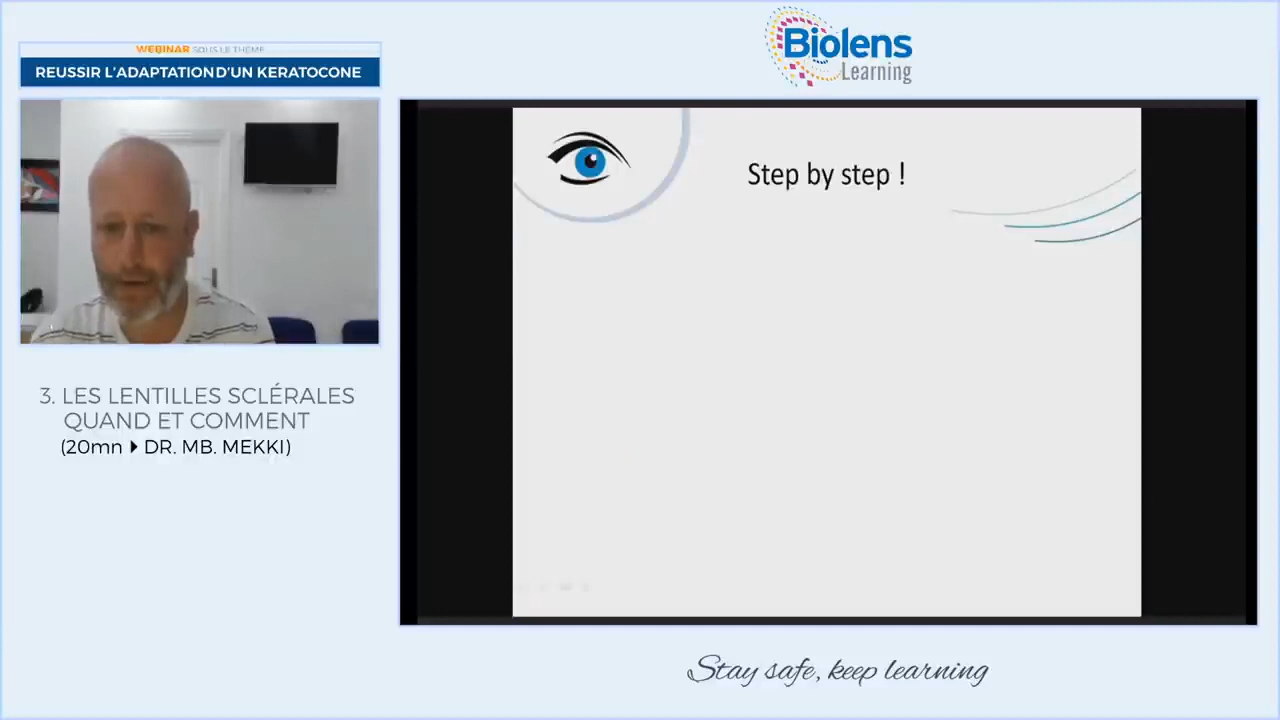 WEBINAR SOUS LE THÈME
REUSSIR L'ADAPTATION D'UN KERATOCONE
Biolens
Learning
Step by step !
3. LES LENTILLES SCLÉRALES
QUAND ET COMMENT
(20mn DR. MB. MEKKI)
Stay safe, keep learning